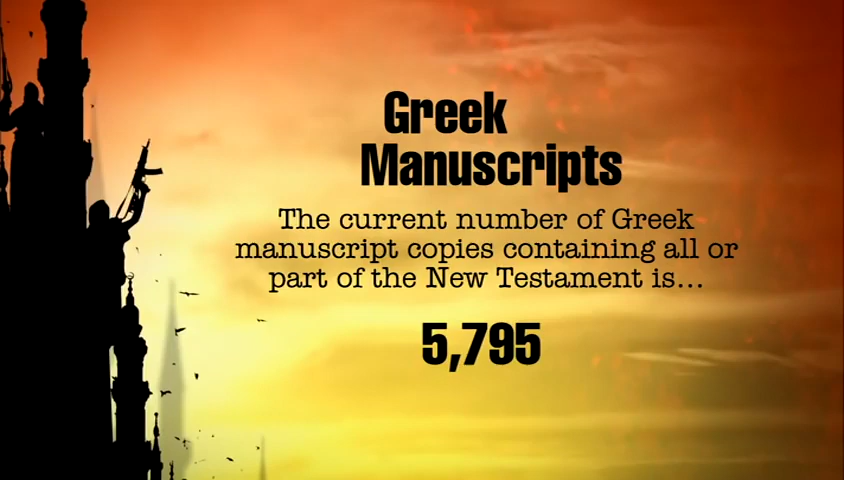 Greek
Manuscripts
The current number of Greek
manuscript copies containing all or
part of the New Testament is...
5,795